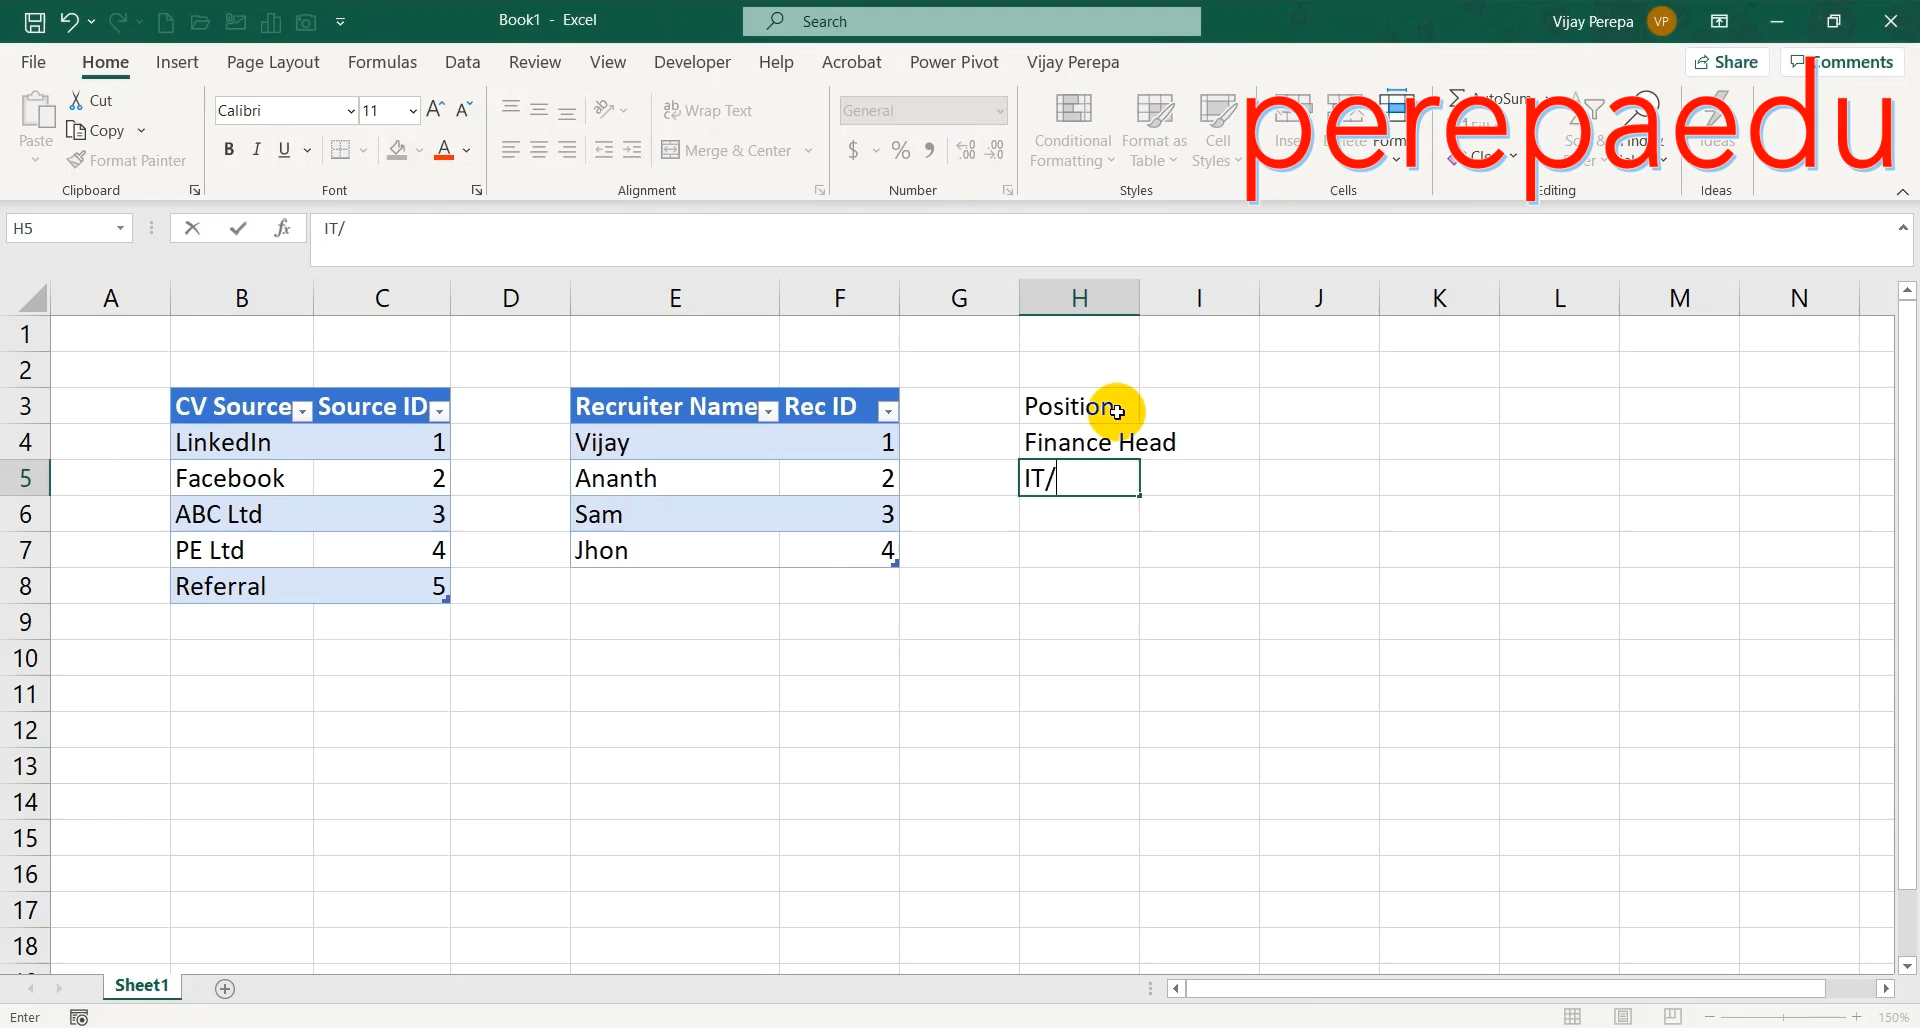 Book1 - Excel
Search
Vijay Perepa VP
File Home Insert Page Layout Formulas Data Review View Developer Help Acrobat Power Pivot Vijay Perepa Share Comments
Paste
Cut
Copy
Format Painter
Clipboard
Calibri 11
B I U
Font
Wrap Text
Merge & Center
Alignment
General
$ %
Number
Conditional Formatting
Format as Table
Cell Styles
Styles
Cells
AutoSum
Editing
Ideas
Ideas
perepaedu
H5 fx IT/
A B C D E F G H I J K L M N
1
2
3 CV Source Source ID Recruiter Name Rec ID Position
4 LinkedIn 1 Vijay 1 Finance Head
5 Facebook 2 Ananth 2 IT/
6 ABC Ltd 3 Sam 3
7 PE Ltd 4 Jhon 4
8 Referral 5
9
10
11
12
13
14
15
16
17
18
Sheet1
Enter 150%